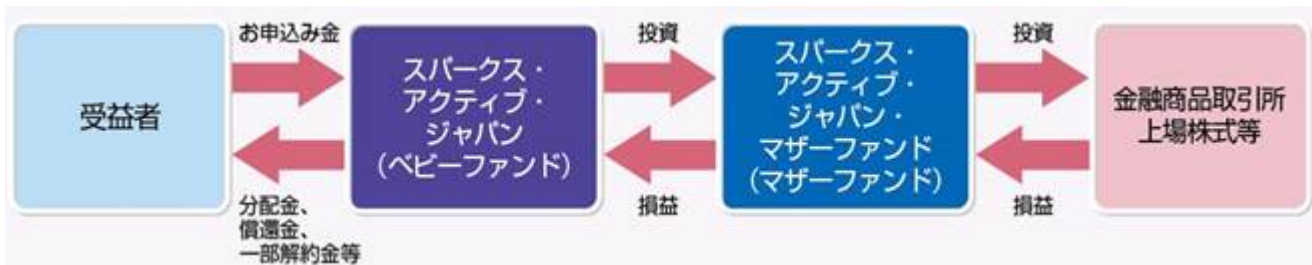 受益者
お申込み金
分配金、
償還金、
一部解約金等
スパークス・
アクティブ・
ジャパン
(ベビーファンド)
投資
損益
スパークス・
アクティブ・
ジャパン・
マザーファンド
(マザーファンド)
投資
損益
金融商品取引所
上場株式等